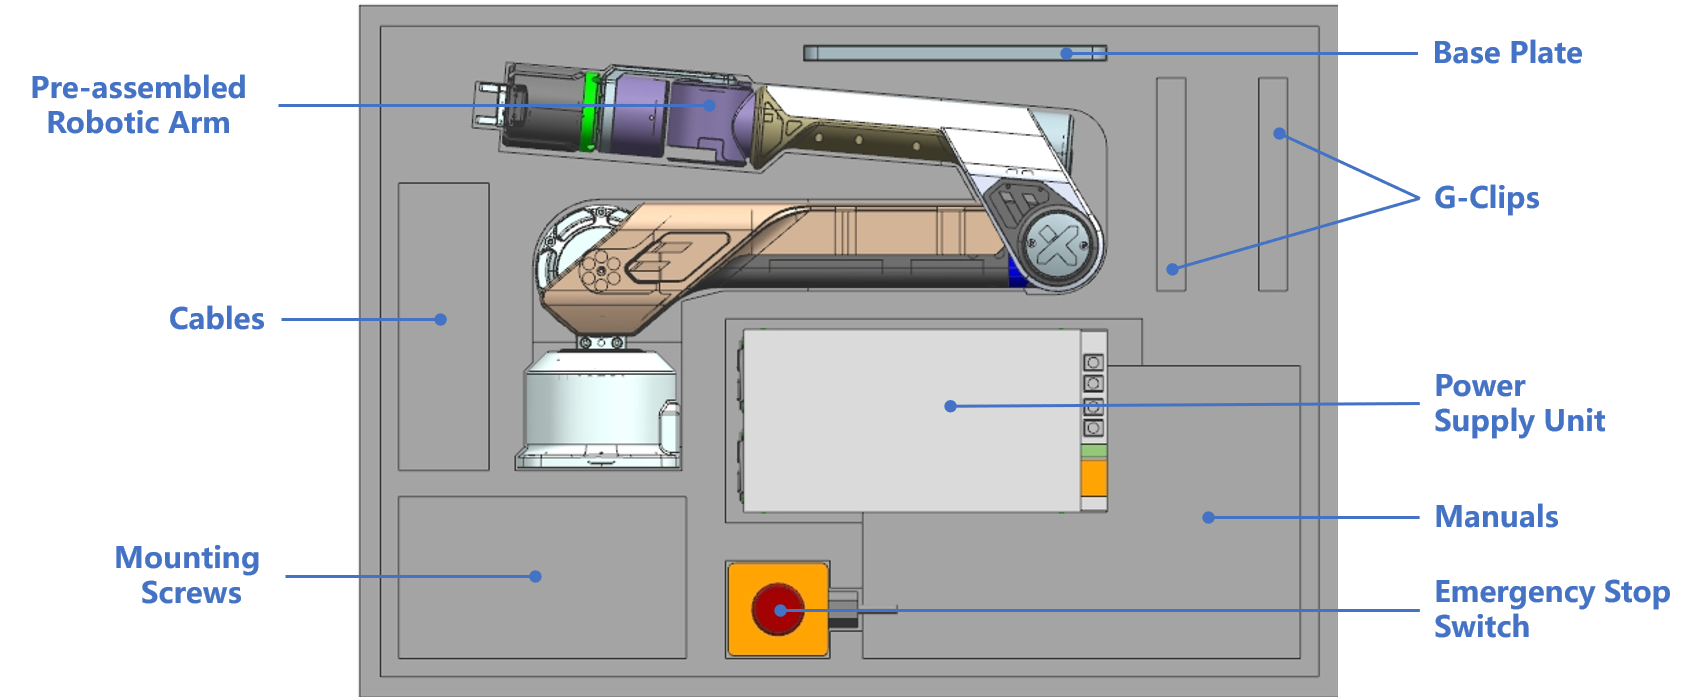 Pre-assembled
Robotic Arm
Cables
Mounting
Screws
Base Plate
G-Clips
Power
Supply Unit
Manuals
Emergency Stop
Switch